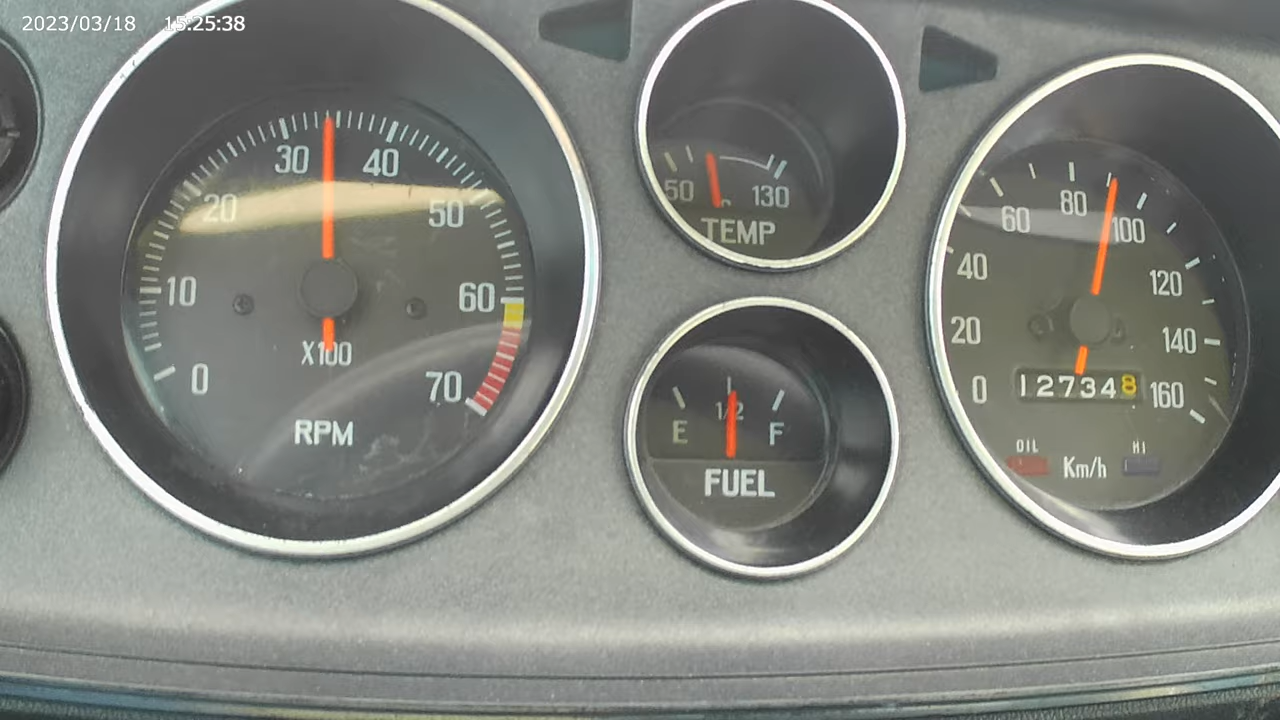 2023/03/18 15:25:38
0 10 20 30 40 50 60 70
X100
RPM
50 130
TEMP
E 1/2 F
FUEL
0 20 40 60 80 100 120 140 160
127348
OIL HI
Km/h